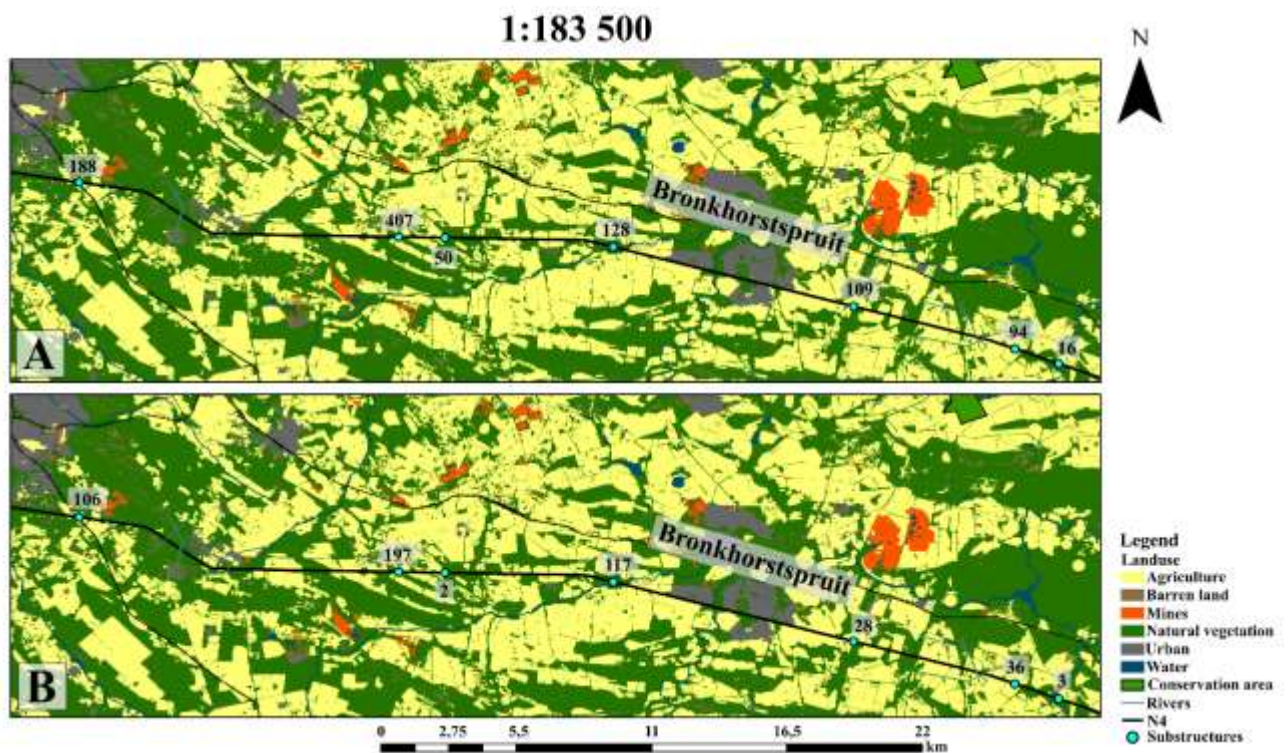 1:183 500
N
188
407
50
128
Bronkhorstspruit
109
94
16
A
106
197
2
117
Bronkhorstspruit
28
36
3
B
Legend
Landuse
Agriculture
Barren land
Mines
Natural vegetation
Urban
Water
Conservation area
Rivers
N4
Substructures
0 2,75 5,5 11 16,5 22
km